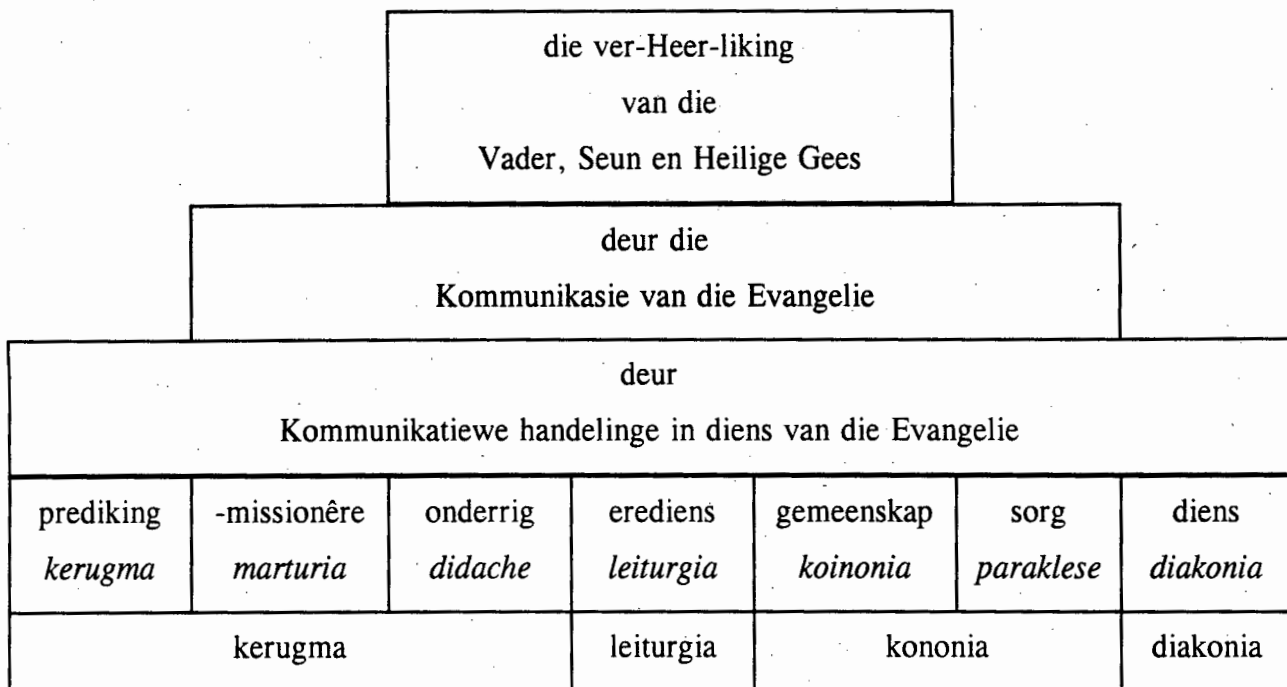 die ver-Heer-liking
van die
Vader, Seun en Heilige Gees
deur die
Kommunikasie van die Evangelie
deur
Kommunikatiewe handelinge in diens van die Evangelie
prediking -missionêre onderrig erediens gemeenskap sorg diens
kerugma marturia didache leiturgia koinonia paraklese diakonia
kerugma leiturgia kononia diakonia